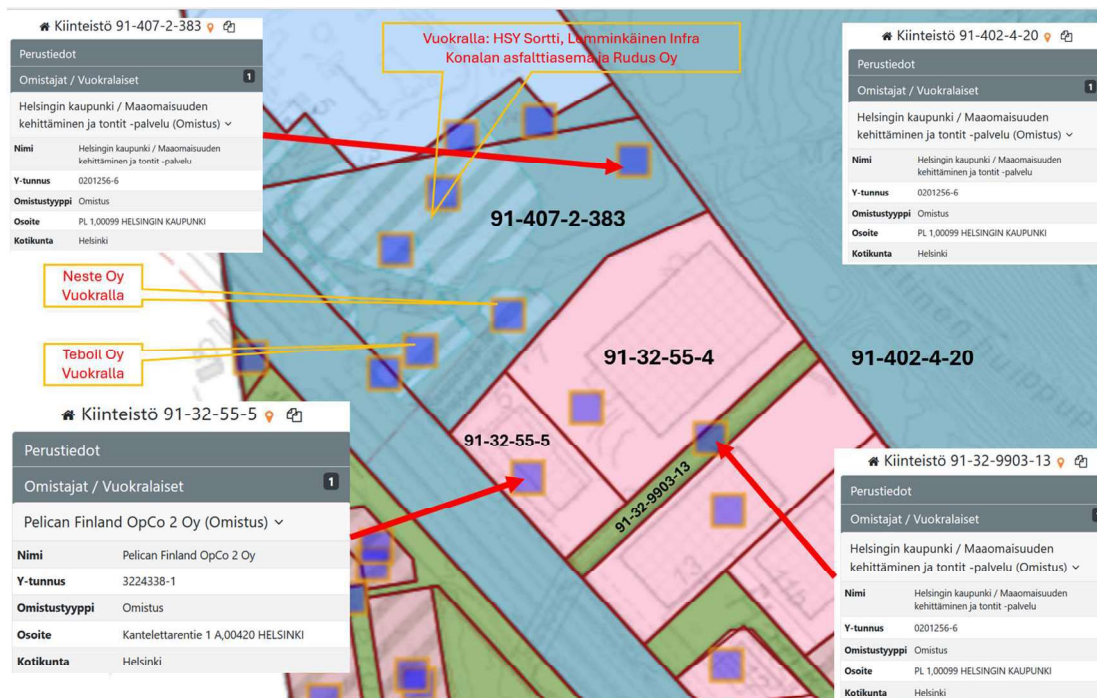 Kiinteistö 91-407-2-383
Perustiedot
Omistajat / Vuokralaiset 1
Helsingin kaupunki / Maaomaisuuden
kehittäminen ja tontit -palvelu (Omistus)
Nimi Helsingin kaupunki / Maaomaisuuden
kehittäminen ja tontit -palvelu
Y-tunnus 0201256-6
Omistustyyppi Omistus
Osoite PL 1,00099 HELSINGIN KAUPUNKI
Kotikunta Helsinki
Vuokralla: HSY Sortti, Lemminkäinen Infra
Konalan asfalttiasema ja Rudus Oy
Kiinteistö 91-402-4-20
Perustiedot
Omistajat / Vuokralaiset 1
Helsingin kaupunki / Maaomaisuuden
kehittäminen ja tontit -palvelu (Omistus)
Nimi Helsingin kaupunki / Maaomaisuuden
kehittäminen ja tontit -palvelu
Y-tunnus 0201256-6
Omistustyyppi Omistus
Osoite PL 1,00099 HELSINGIN KAUPUNKI
Kotikunta Helsinki
91-407-2-383
Neste Oy
Vuokralla
Teboil Oy
Vuokralla
91-32-55-4
91-402-4-20
91-32-55-5
91-32-9903-13
13
Kiinteistö 91-32-55-5
Perustiedot
Omistajat / Vuokralaiset 1
Pelican Finland OpCo 2 Oy (Omistus)
Nimi Pelican Finland OpCo 2 Oy
Y-tunnus 3224338-1
Omistustyyppi Omistus
Osoite Kantelettarentie 1 A,00420 HELSINKI
Kotikunta Helsinki
Kiinteistö 91-32-9903-13
Perustiedot
Omistajat / Vuokralaiset
Helsingin kaupunki / Maaomaisuuden
kehittäminen ja tontit -palvelu (Omistus)
Nimi Helsingin kaupunki / Maaomaisuuden
kehittäminen ja tontit -palvelu
Y-tunnus 0201256-6
Omistustyyppi Omistus
Osoite PL 1,00099 HELSINGIN KAUPUNKI
Kotikunta Helsinki